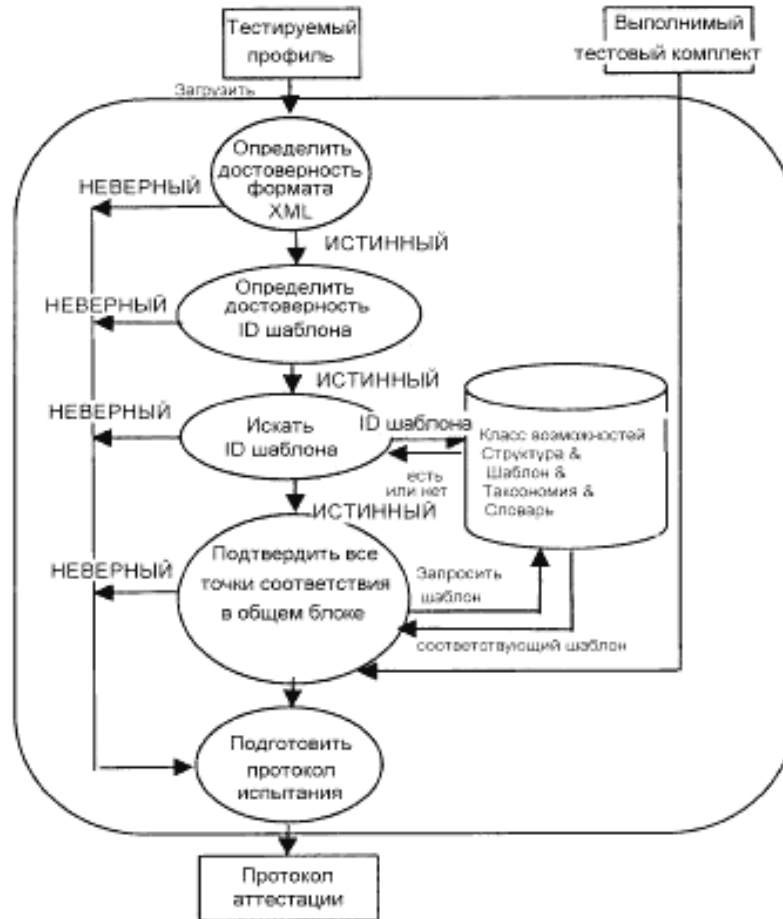 Тестируемый
профиль
Выполнимый
тестовый комплект
Загрузить
Определить
достоверность
формата
XML
НЕВЕРНЫЙ
ИСТИННЫЙ
Определить
достоверность
ID шаблона
НЕВЕРНЫЙ
ИСТИННЫЙ
Искать
ID шаблона
НЕВЕРНЫЙ
ID шаблона
есть
или нет
Класс возможностей
Структура &
Шаблон &
Таксономия &
Словарь
ИСТИННЫЙ
Подтвердить все
точки соответствия
в общем блоке
НЕВЕРНЫЙ
Запросить
шаблон
соответствующий шаблон
Подготовить
протокол
испытания
Протокол
аттестации